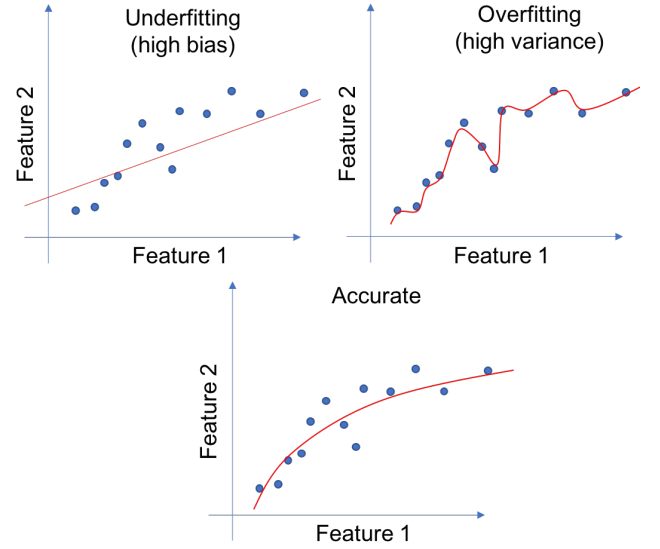 Underfitting
(high bias)
Feature 2
Feature 1
Overfitting
(high variance)
Feature 2
Feature 1
Accurate
Feature 2
Feature 1